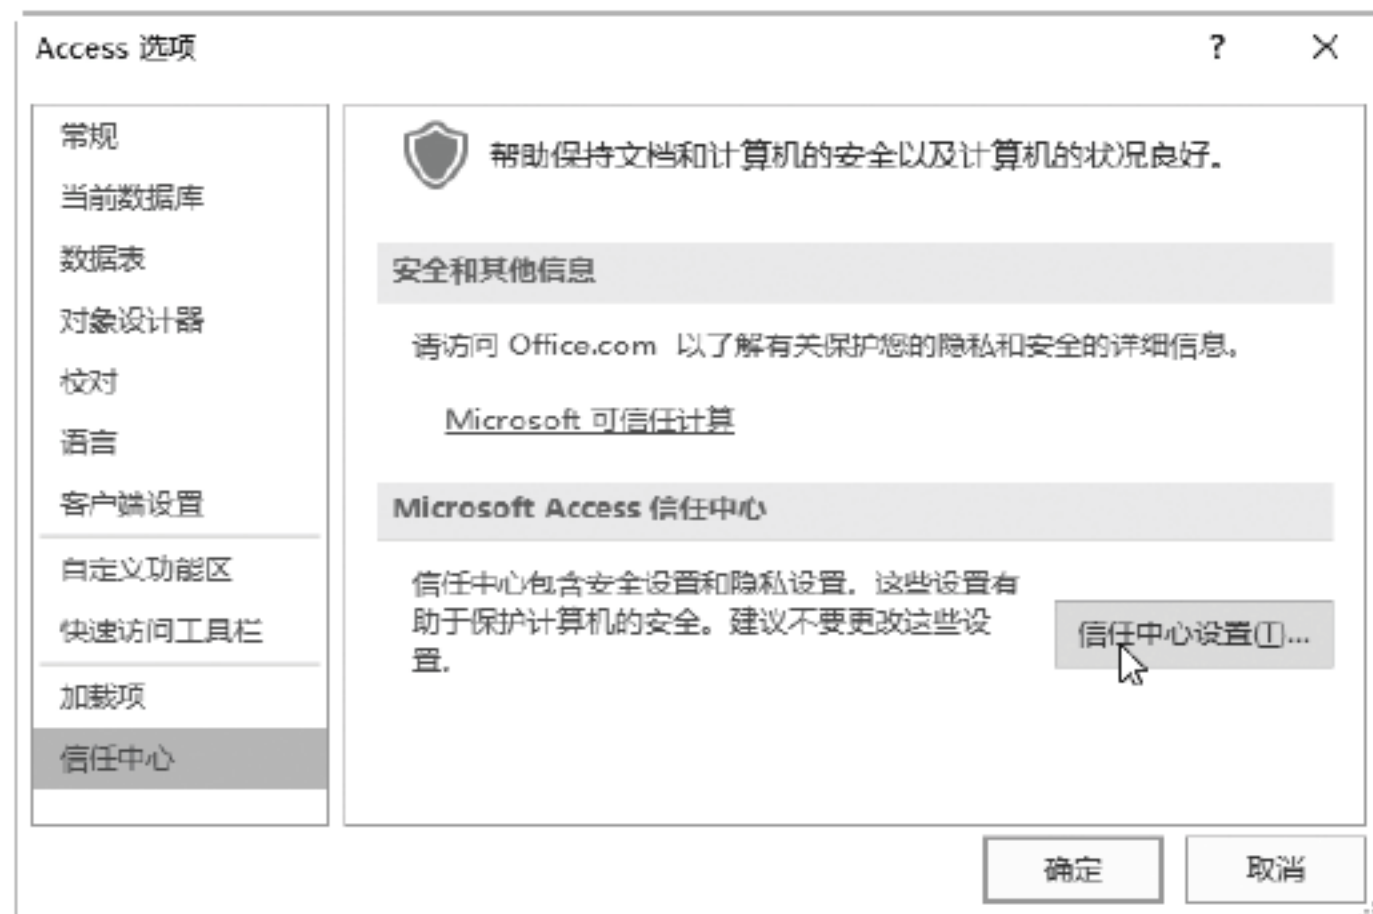 Access 选项
?
常规
当前数据库
数据表
对象设计器
校对
语言
客户端设置
自定义功能区
快速访问工具栏
加载项
信任中心
帮助保持文档和计算机的安全以及计算机的状况良好。
安全和其他信息
请访问 Office.com 以了解有关保护您的隐私和安全的详细信息。
Microsoft 可信任计算
Microsoft Access 信任中心
信任中心包含安全设置和隐私设置。这些设置有
助于保护计算机的安全。建议不要更改这些设
置。
信任中心设置(T)...
确定
取消